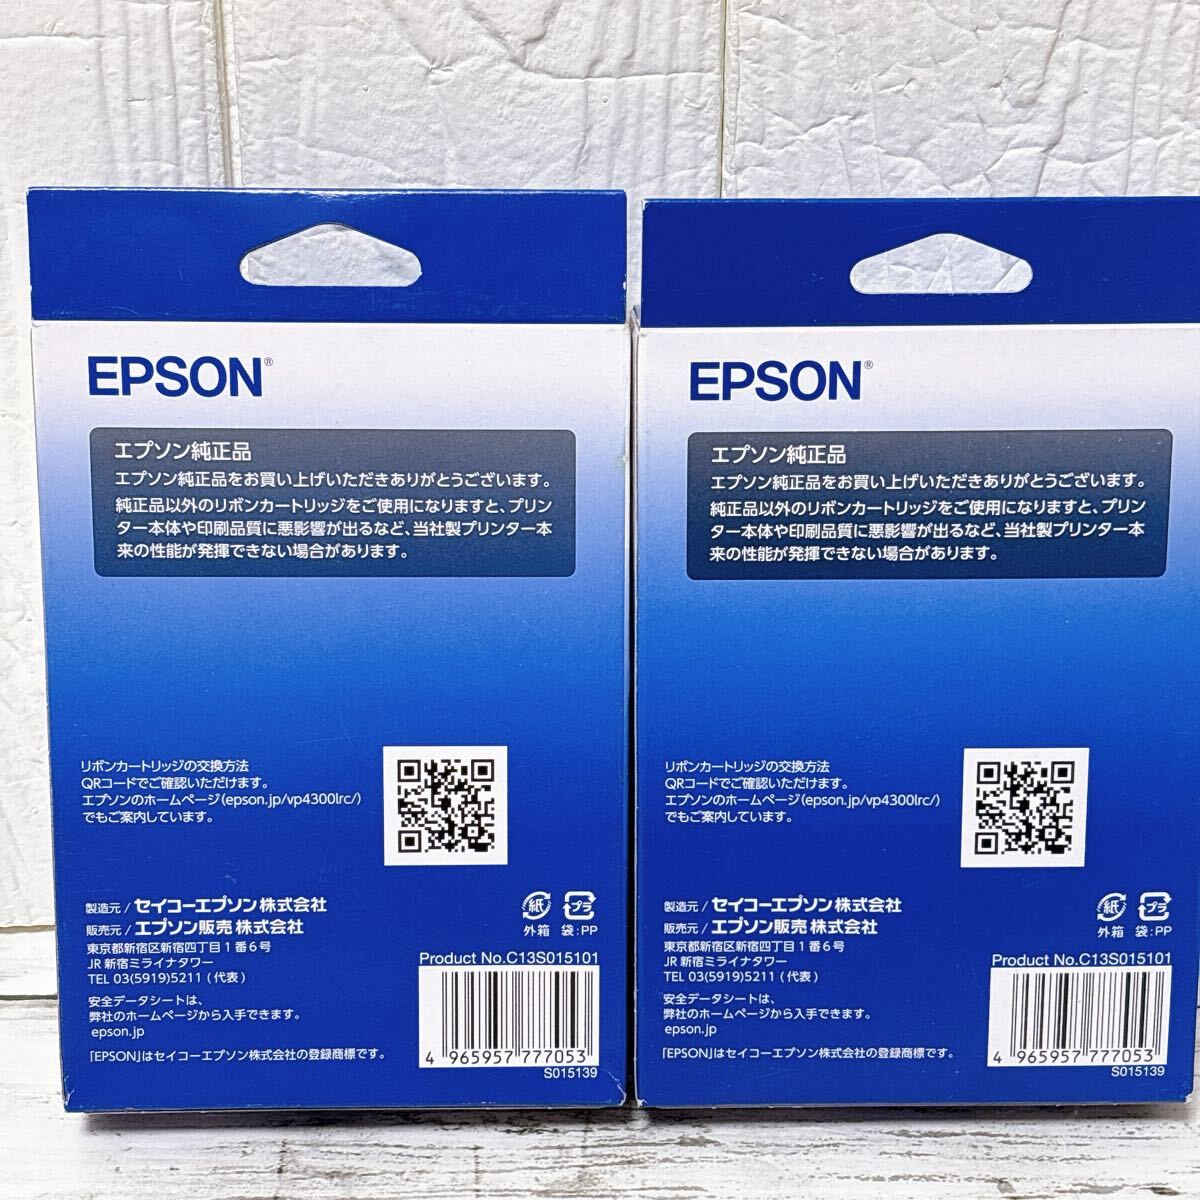 EPSON®
エプソン純正品
エプソン純正品をお買い上げいただきありがとうございます。
純正品以外のリボンカートリッジをご使用になりますと、プリン
ター本体や印刷品質に悪影響が出るなど、当社製プリンター本
来の性能が発揮できない場合があります。
リボンカートリッジの交換方法
QRコードでご確認いただけます。
エプソンのホームページ(epson.jp/vp4300lrc/)
でもご案内しています。
製造元/セイコーエプソン株式会社
販売元/エプソン販売株式会社
東京都新宿区新宿四丁目1番6号
JR新宿ミライナタワー
TEL 03(5919)5211(代表)
安全データシートは、
弊社のホームページから入手できます。
epson.jp
「EPSON」はセイコーエプソン株式会社の登録商標です。
紙 プラ
外箱 袋:PP
Product No.C13S015101
4 965957 777053
S015139
EPSON®
エプソン純正品
エプソン純正品をお買い上げいただきありがとうございます。
純正品以外のリボンカートリッジをご使用になりますと、プリン
ター本体や印刷品質に悪影響が出るなど、当社製プリンター本
来の性能が発揮できない場合があります。
リボンカートリッジの交換方法
QRコードでご確認いただけます。
エプソンのホームページ(epson.jp/vp4300lrc/)
でもご案内しています。
製造元/セイコーエプソン株式会社
販売元/エプソン販売株式会社
東京都新宿区新宿四丁目1番6号
JR新宿ミライナタワー
TEL 03(5919)5211(代表)
安全データシートは、
弊社のホームページから入手できます。
epson.jp
「EPSON」はセイコーエプソン株式会社の登録商標です。
紙 プラ
外箱 袋:PP
Product No.C13S015101
4 965957 777053
S015139